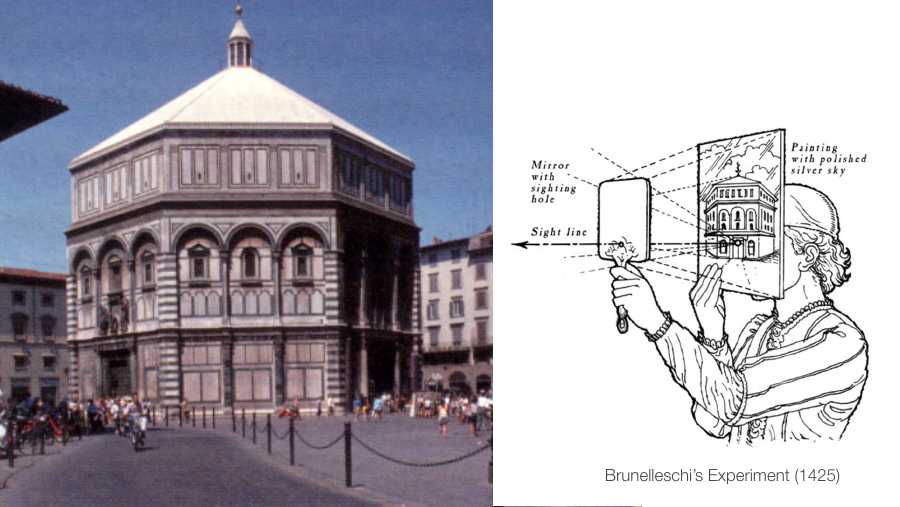 Mirror
with
sighting
hole
Painting
with polished
silver sky
Sight line
Brunelleschi's Experiment (1425)